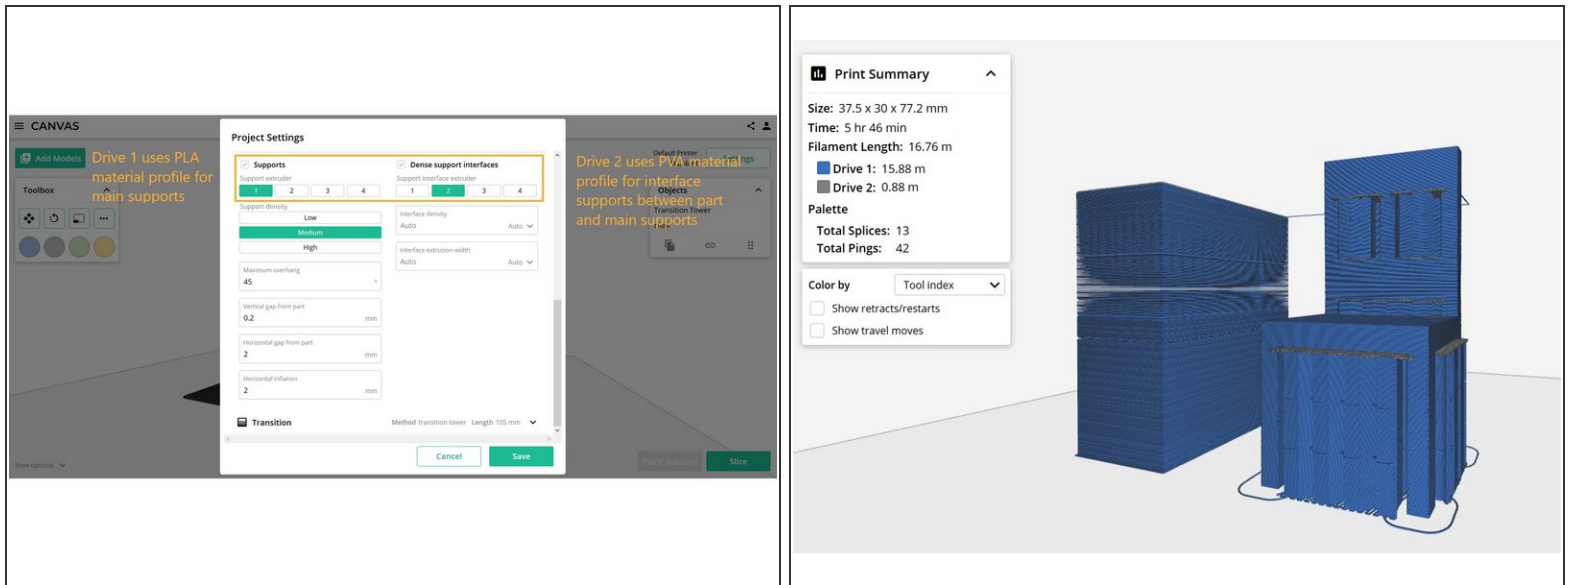 CANVAS
Add Models
Drive 1 uses PLA
material profile for
main supports
Toolbox
View options
Project Settings
Supports
Support extruder
1 2 3 4
Support density
Low
Medium
High
Maximum overhang
45 °
Vertical gap from part
0.2 mm
Horizontal gap from part
2 mm
Horizontal inflation
2 mm
Dense support interfaces
Support interface extruder
1 2 3 4
Interface density
Auto Auto
Interface extrusion width
Auto Auto
Transition
Method transition tower Length 105 mm
Cancel Save
Default Printer
Drive 2 uses PVA material
profile for interface
supports between part
and main supports
Objects
Transition Tower
Slice
Print Summary
Size: 37.5 x 30 x 77.2 mm
Time: 5 hr 46 min
Filament Length: 16.76 m
Drive 1: 15.88 m
Drive 2: 0.88 m
Palette
Total Splices: 13
Total Pings: 42
Color by Tool index
Show retracts/restarts
Show travel moves